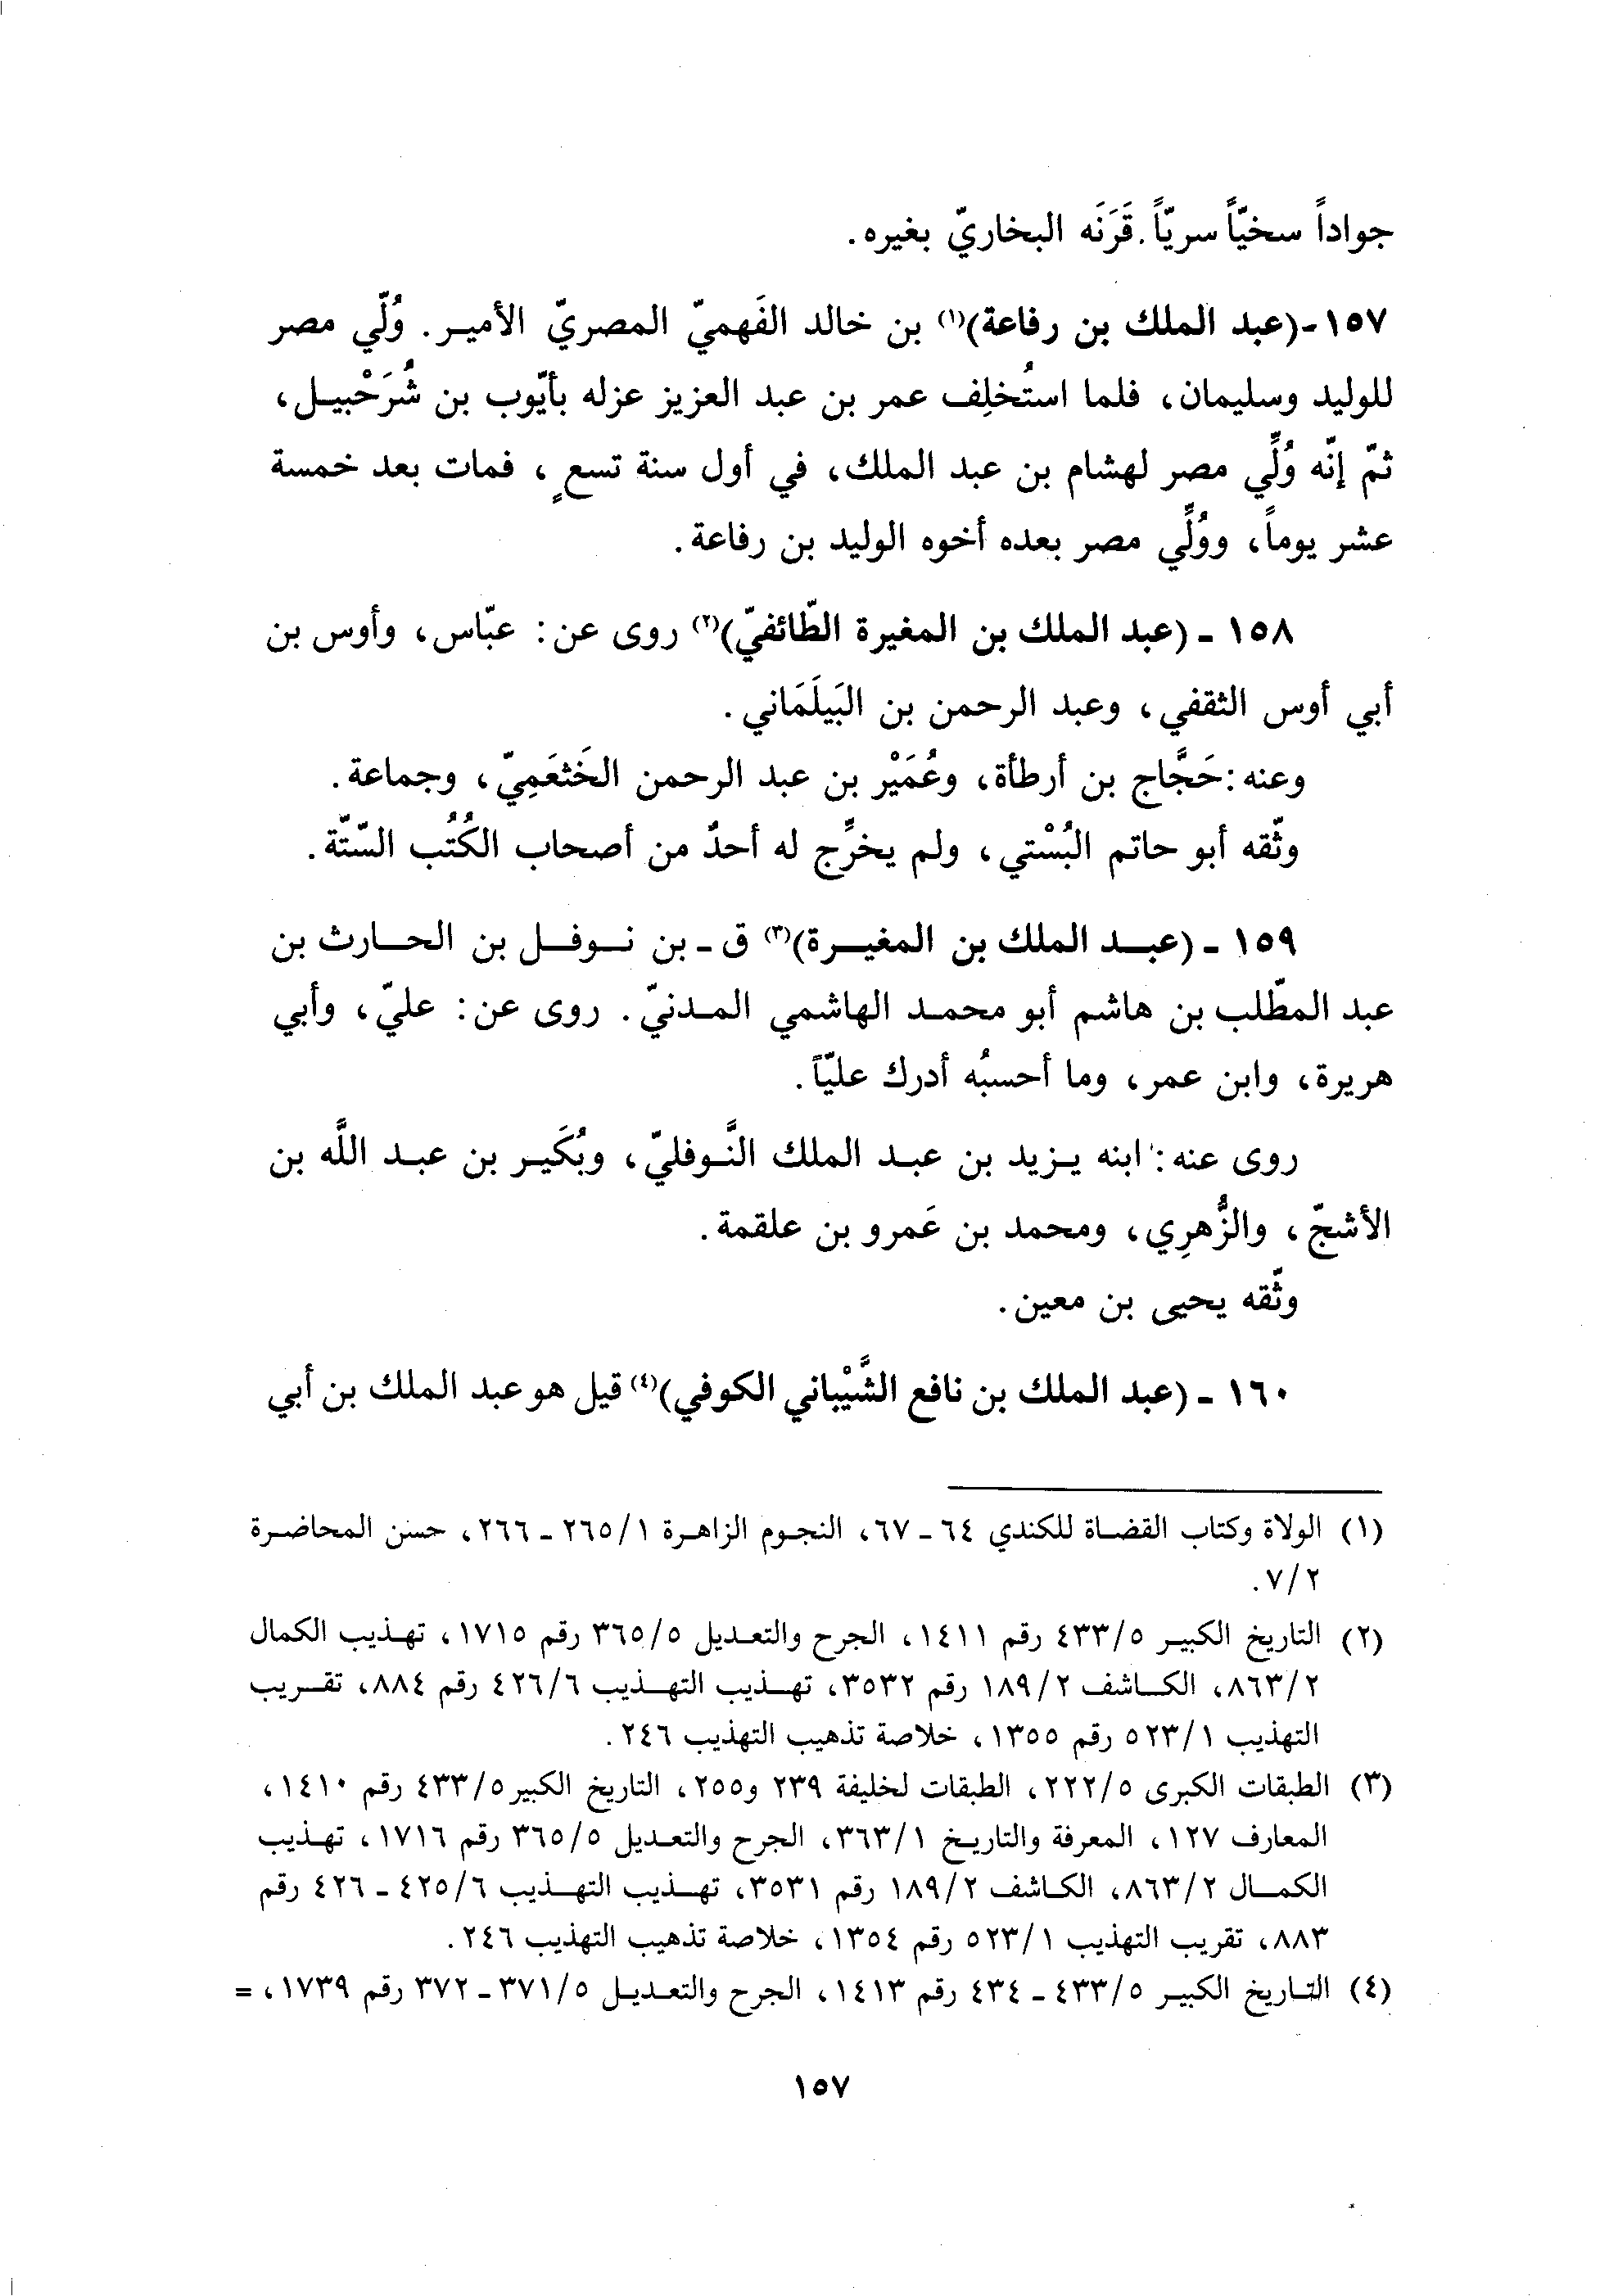 جواداً سخيّاً سريّاً. قَرَنَه البخاريّ بغيره.
١٥٧-(عبد الملك بن رفاعة)(١) بن خالد الفَهميّ المصريّ الأمير. وُلّي مصر
للوليد وسليمان، فلما استُخلِف عمر بن عبد العزيز عزله بأيّوب بن شُرَحْبيل،
ثمّ إنّه وُلِّي مصر لهشام بن عبد الملك، في أول سنة تسعٍ، فمات بعد خمسة
عشر يوماً، ووُلِّي مصر بعده أخوه الوليد بن رفاعة.
١٥٨ - (عبد الملك بن المغيرة الطّائفيّ)(٢) روى عن: عبّاس، وأوس بن
أبي أوس الثقفي، وعبد الرحمن بن البَيلَمَاني.
وعنه: حَجَّاج بن أرطأة، وعُمَيْر بن عبد الرحمن الخَثعَمِيّ، وجماعة.
وثّقه أبو حاتم البُسْتي، ولم يخرِّج له أحدٌ من أصحاب الكُتُب السّتّة.
١٥٩ - (عبد الملك بن المغيرة)(٣) ق - بن نوفل بن الحارث بن
عبد المطّلب بن هاشم أبو محمد الهاشمي المدنيّ. روى عن: عليّ، وأبي
هريرة، وابن عمر، وما أحسبُه أدرك عليّاً.
روى عنه: ابنه يزيد بن عبد الملك النَّوفليّ، وبُكَير بن عبد اللَّه بن
الأشجّ، والزُّهرِي، ومحمد بن عَمرو بن علقمة.
وثّقه يحيى بن معين.
١٦٠ - (عبد الملك بن نافع الشَّيْباني الكوفي)(٤) قيل هو عبد الملك بن أبي
(١) الولاة وكتاب القضاة للكندي ٦٤ - ٦٧، النجوم الزاهرة ٢٦٥/١ - ٢٦٦، حسن المحاضرة
٧/٢.
(٢) التاريخ الكبير ٤٣٣/٥ رقم ١٤١١، الجرح والتعديل ٣٦٥/٥ رقم ١٧١٥، تهذيب الكمال
٨٦٣/٢، الكاشف ١٨٩/٢ رقم ٣٥٣٢، تهذيب التهذيب ٤٢٦/٦ رقم ٨٨٤، تقريب
التهذيب ٥٢٣/١ رقم ١٣٥٥، خلاصة تذهيب التهذيب ٢٤٦.
(٣) الطبقات الكبرى ٢٢٢/٥، الطبقات لخليفة ٢٣٩ و٢٥٥، التاريخ الكبير ٤٣٣/٥ رقم ١٤١٠،
المعارف ١٢٧، المعرفة والتاريخ ٣٦٣/١، الجرح والتعديل ٣٦٥/٥ رقم ١٧١٦، تهذيب
الكمال ٨٦٣/٢، الكاشف ١٨٩/٢ رقم ٣٥٣١، تهذيب التهذيب ٤٢٥/٦ - ٤٢٦ رقم
٨٨٣، تقريب التهذيب ٥٢٣/١ رقم ١٣٥٤، خلاصة تذهيب التهذيب ٢٤٦.
(٤) التاريخ الكبير ٤٣٣/٥ - ٤٣٤ رقم ١٤١٣، الجرح والتعديل ٣٧١/٥ - ٣٧٢ رقم ١٧٣٩، =
١٥٧